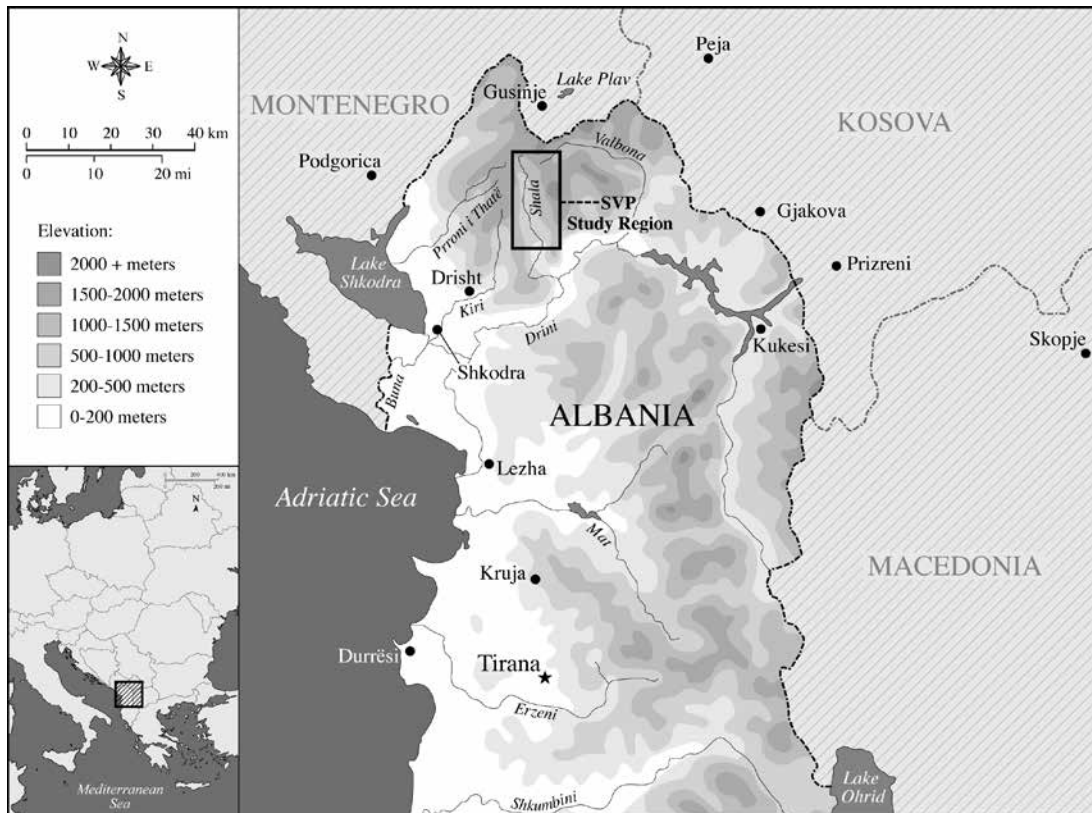 N
W E
S
0 10 20 30 40 km
0 10 20 mi
Elevation:
2000 + meters
1500-2000 meters
1000-1500 meters
500-1000 meters
200-500 meters
0-200 meters
N
Mediterranean
Sea
MONTENEGRO
Gusinje
Lake Plav
Peja
KOSOVA
Podgorica
Valbona
Prroni i Thatë
Shala
SVP
Study Region
Gjakova
Prizreni
Lake
Shkodra
Drisht
Kiri
Drini
Kukesi
Skopje
Shkodra
Buna
ALBANIA
Lezha
Adriatic Sea
Mat
Kruja
MACEDONIA
Durrësi
Tirana
Erzeni
Shkumbini
Lake
Ohrid